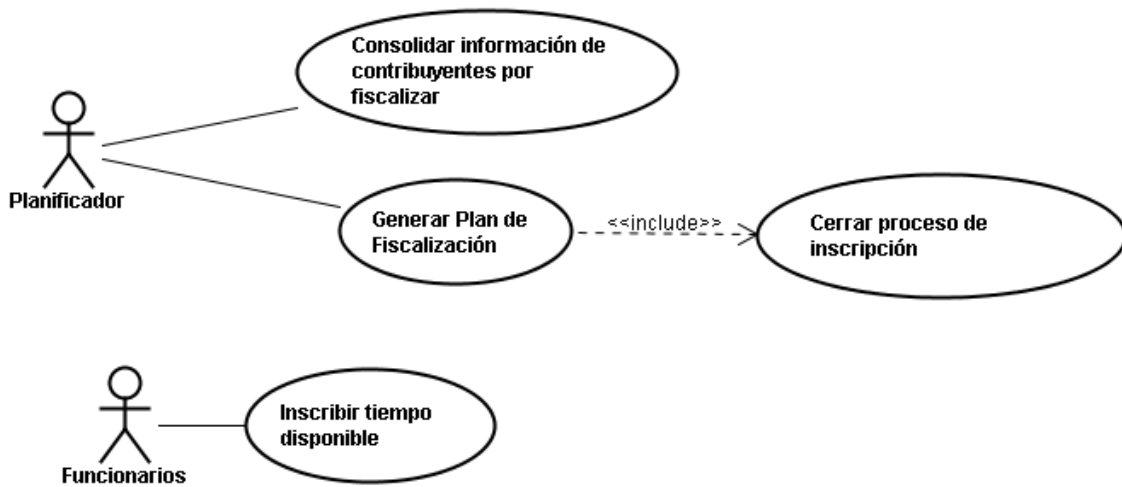 Consolidar información de
contribuyentes por
fiscalizar
Planificador
Generar Plan de
Fiscalización
<<include>>
Cerrar proceso de
inscripción
Inscribir tiempo
disponible
Funcionarios